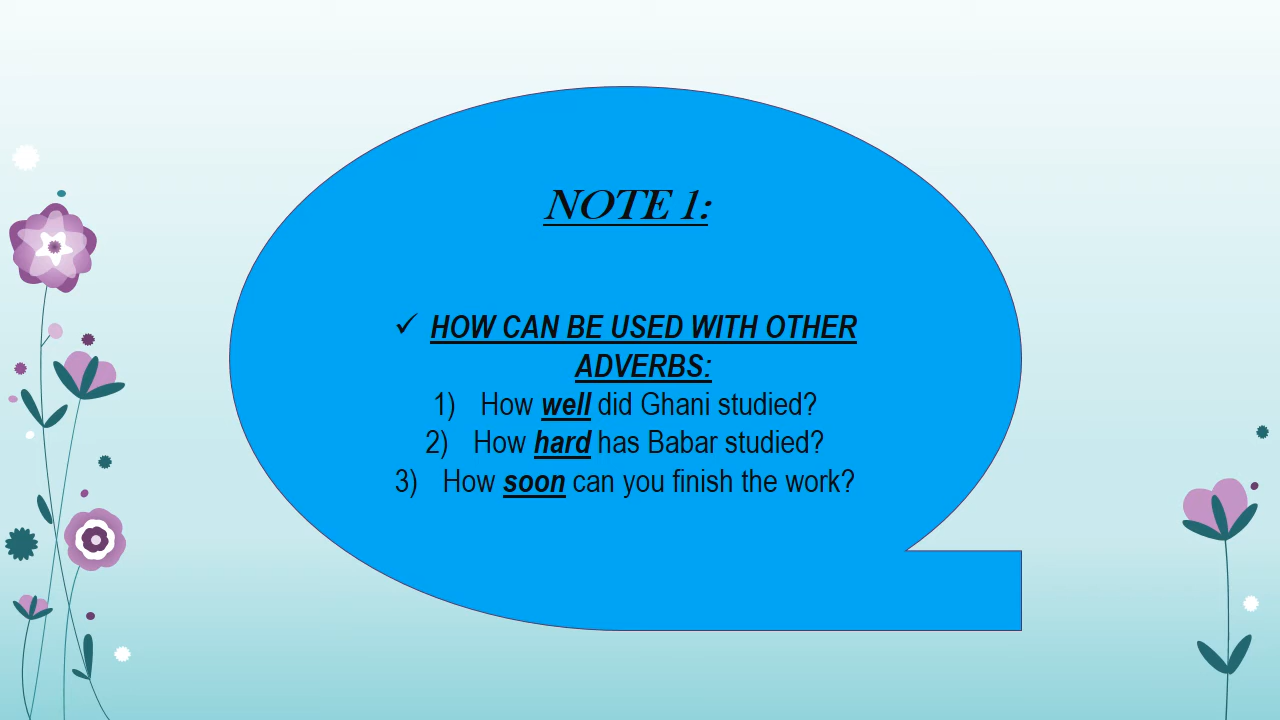 NOTE 1:
✓ HOW CAN BE USED WITH OTHER
ADVERBS:
1) How well did Ghani studied?
2) How hard has Babar studied?
3) How soon can you finish the work?